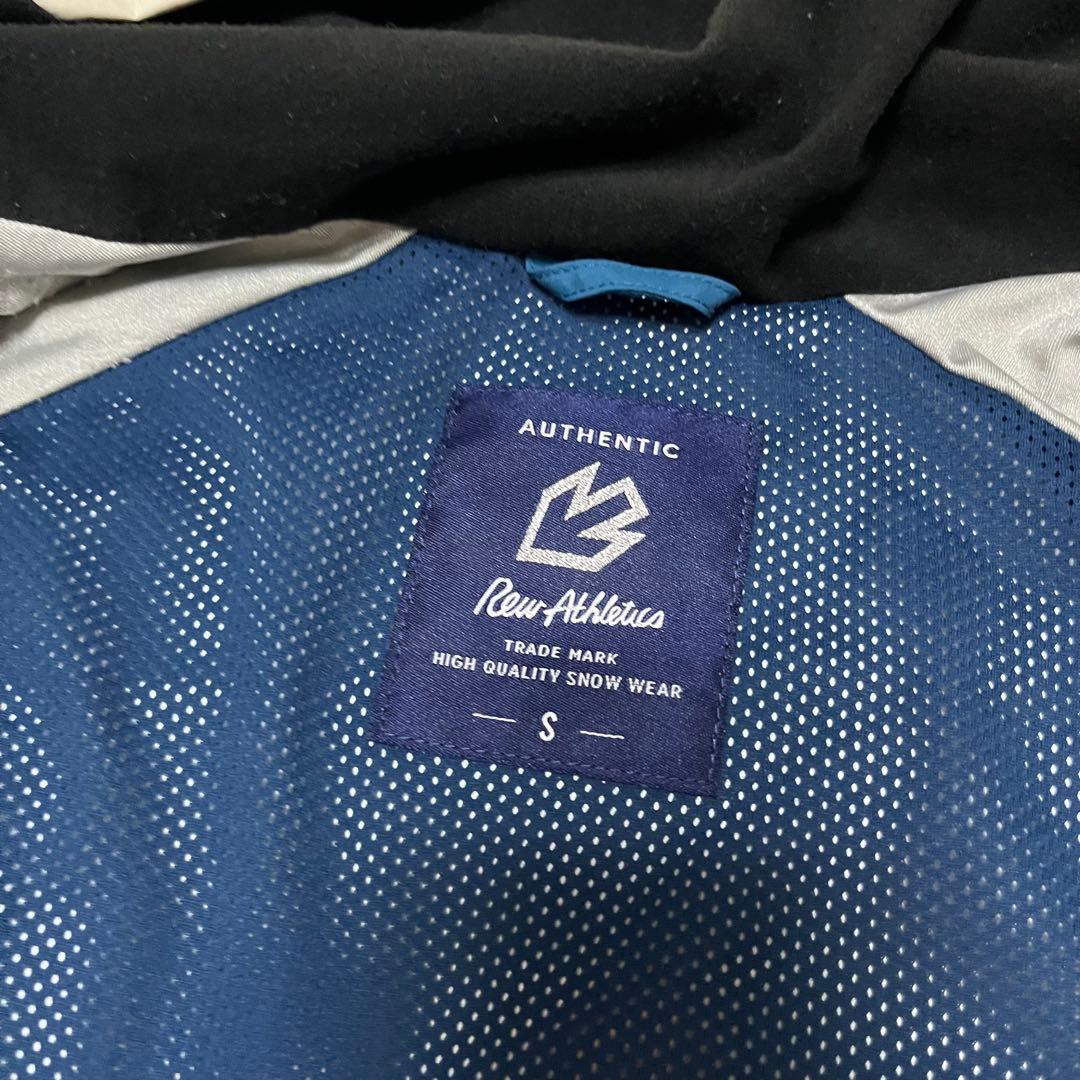 AUTHENTIC
Rew Athletics
TRADE MARK
HIGH QUALITY SNOW WEAR
— S —